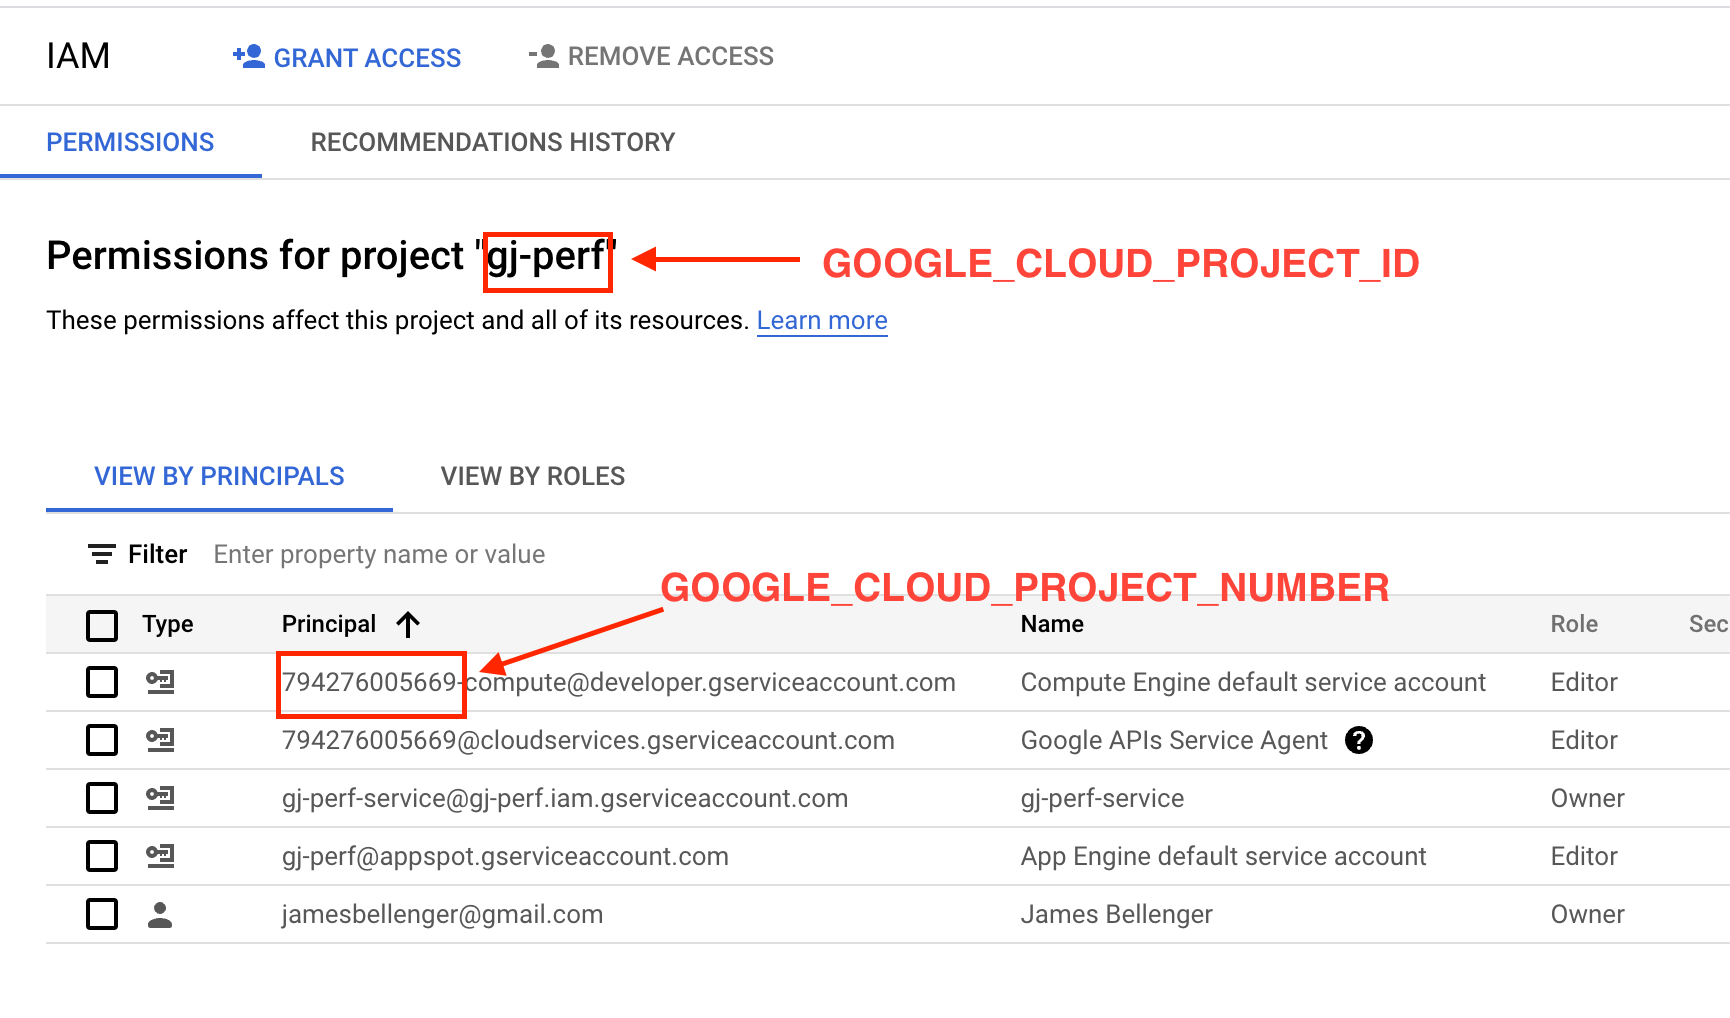 IAM GRANT ACCESS REMOVE ACCESS
PERMISSIONS RECOMMENDATIONS HISTORY
Permissions for project "gj-perf" GOOGLE_CLOUD_PROJECT_ID
These permissions affect this project and all of its resources. Learn more
VIEW BY PRINCIPALS VIEW BY ROLES
Filter Enter property name or value
GOOGLE_CLOUD_PROJECT_NUMBER
Type Principal Name Role Sec
794276005669-compute@developer.gserviceaccount.com Compute Engine default service account Editor
794276005669@cloudservices.gserviceaccount.com Google APIs Service Agent ? Editor
gj-perf-service@gj-perf.iam.gserviceaccount.com gj-perf-service Owner
gj-perf@appspot.gserviceaccount.com App Engine default service account Editor
jamesbellenger@gmail.com James Bellenger Owner